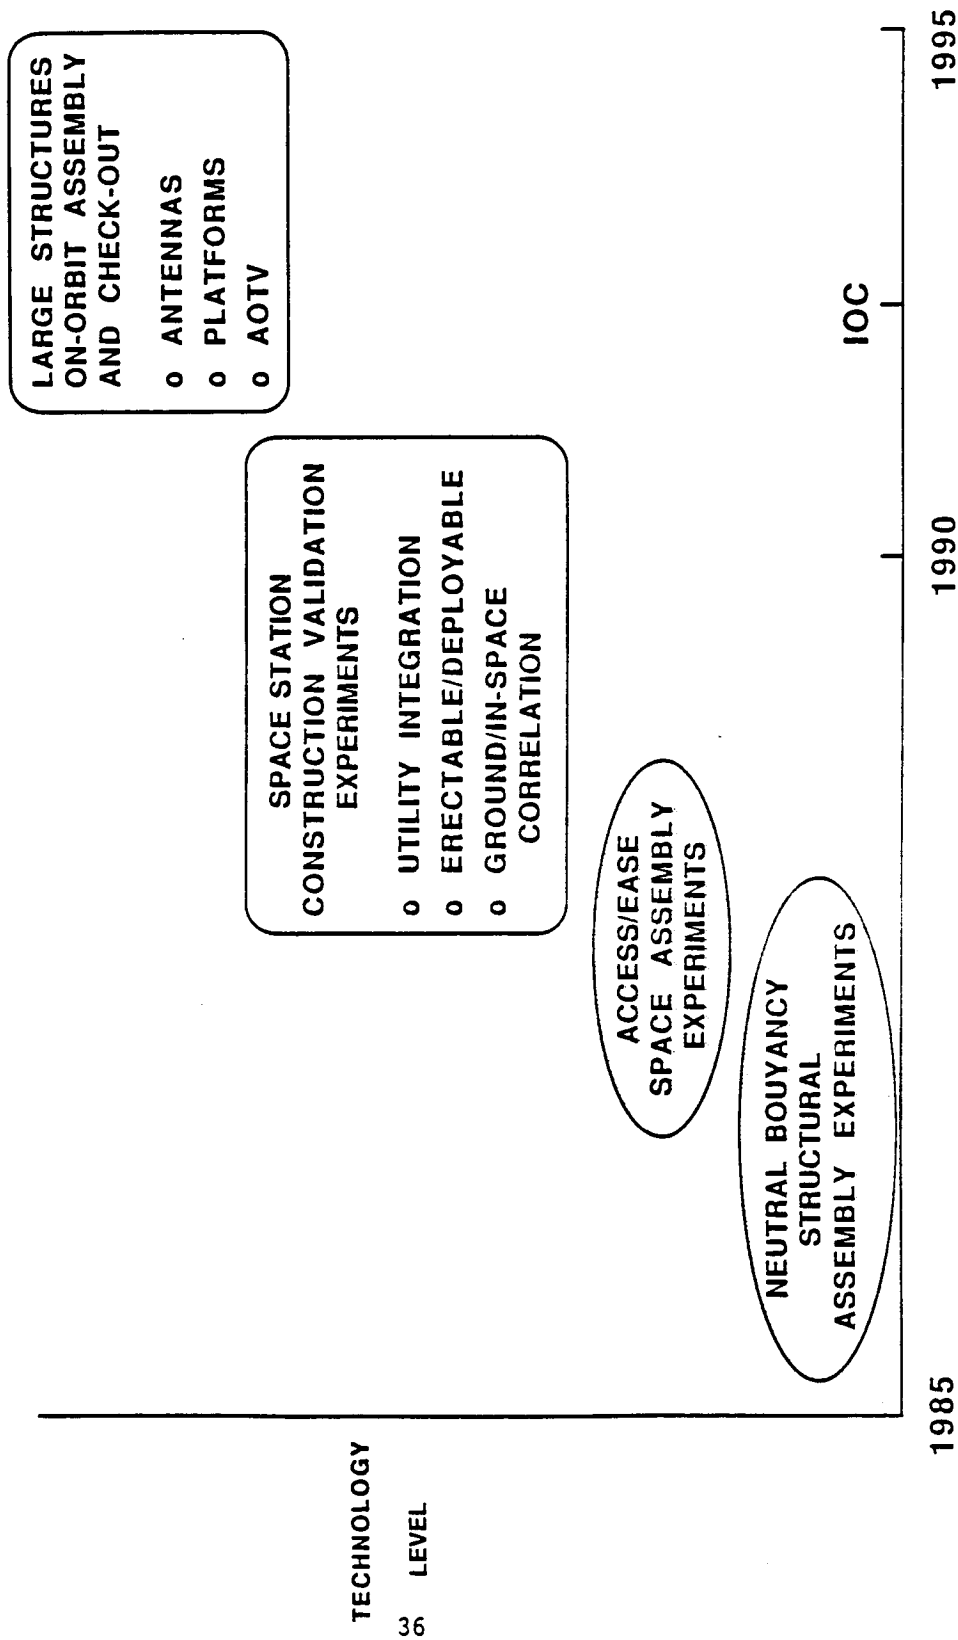 LARGE STRUCTURES
ON-ORBIT ASSEMBLY
AND CHECK-OUT
o ANTENNAS
o PLATFORMS
o AOTV
SPACE STATION
CONSTRUCTION VALIDATION
EXPERIMENTS
o UTILITY INTEGRATION
o ERECTABLE/DEPLOYABLE
o GROUND/IN-SPACE
CORRELATION
ACCESS/EASE
SPACE ASSEMBLY
EXPERIMENTS
NEUTRAL BOUYANCY
STRUCTURAL
ASSEMBLY EXPERIMENTS
TECHNOLOGY
LEVEL
IOC
1985
1990
1995
36